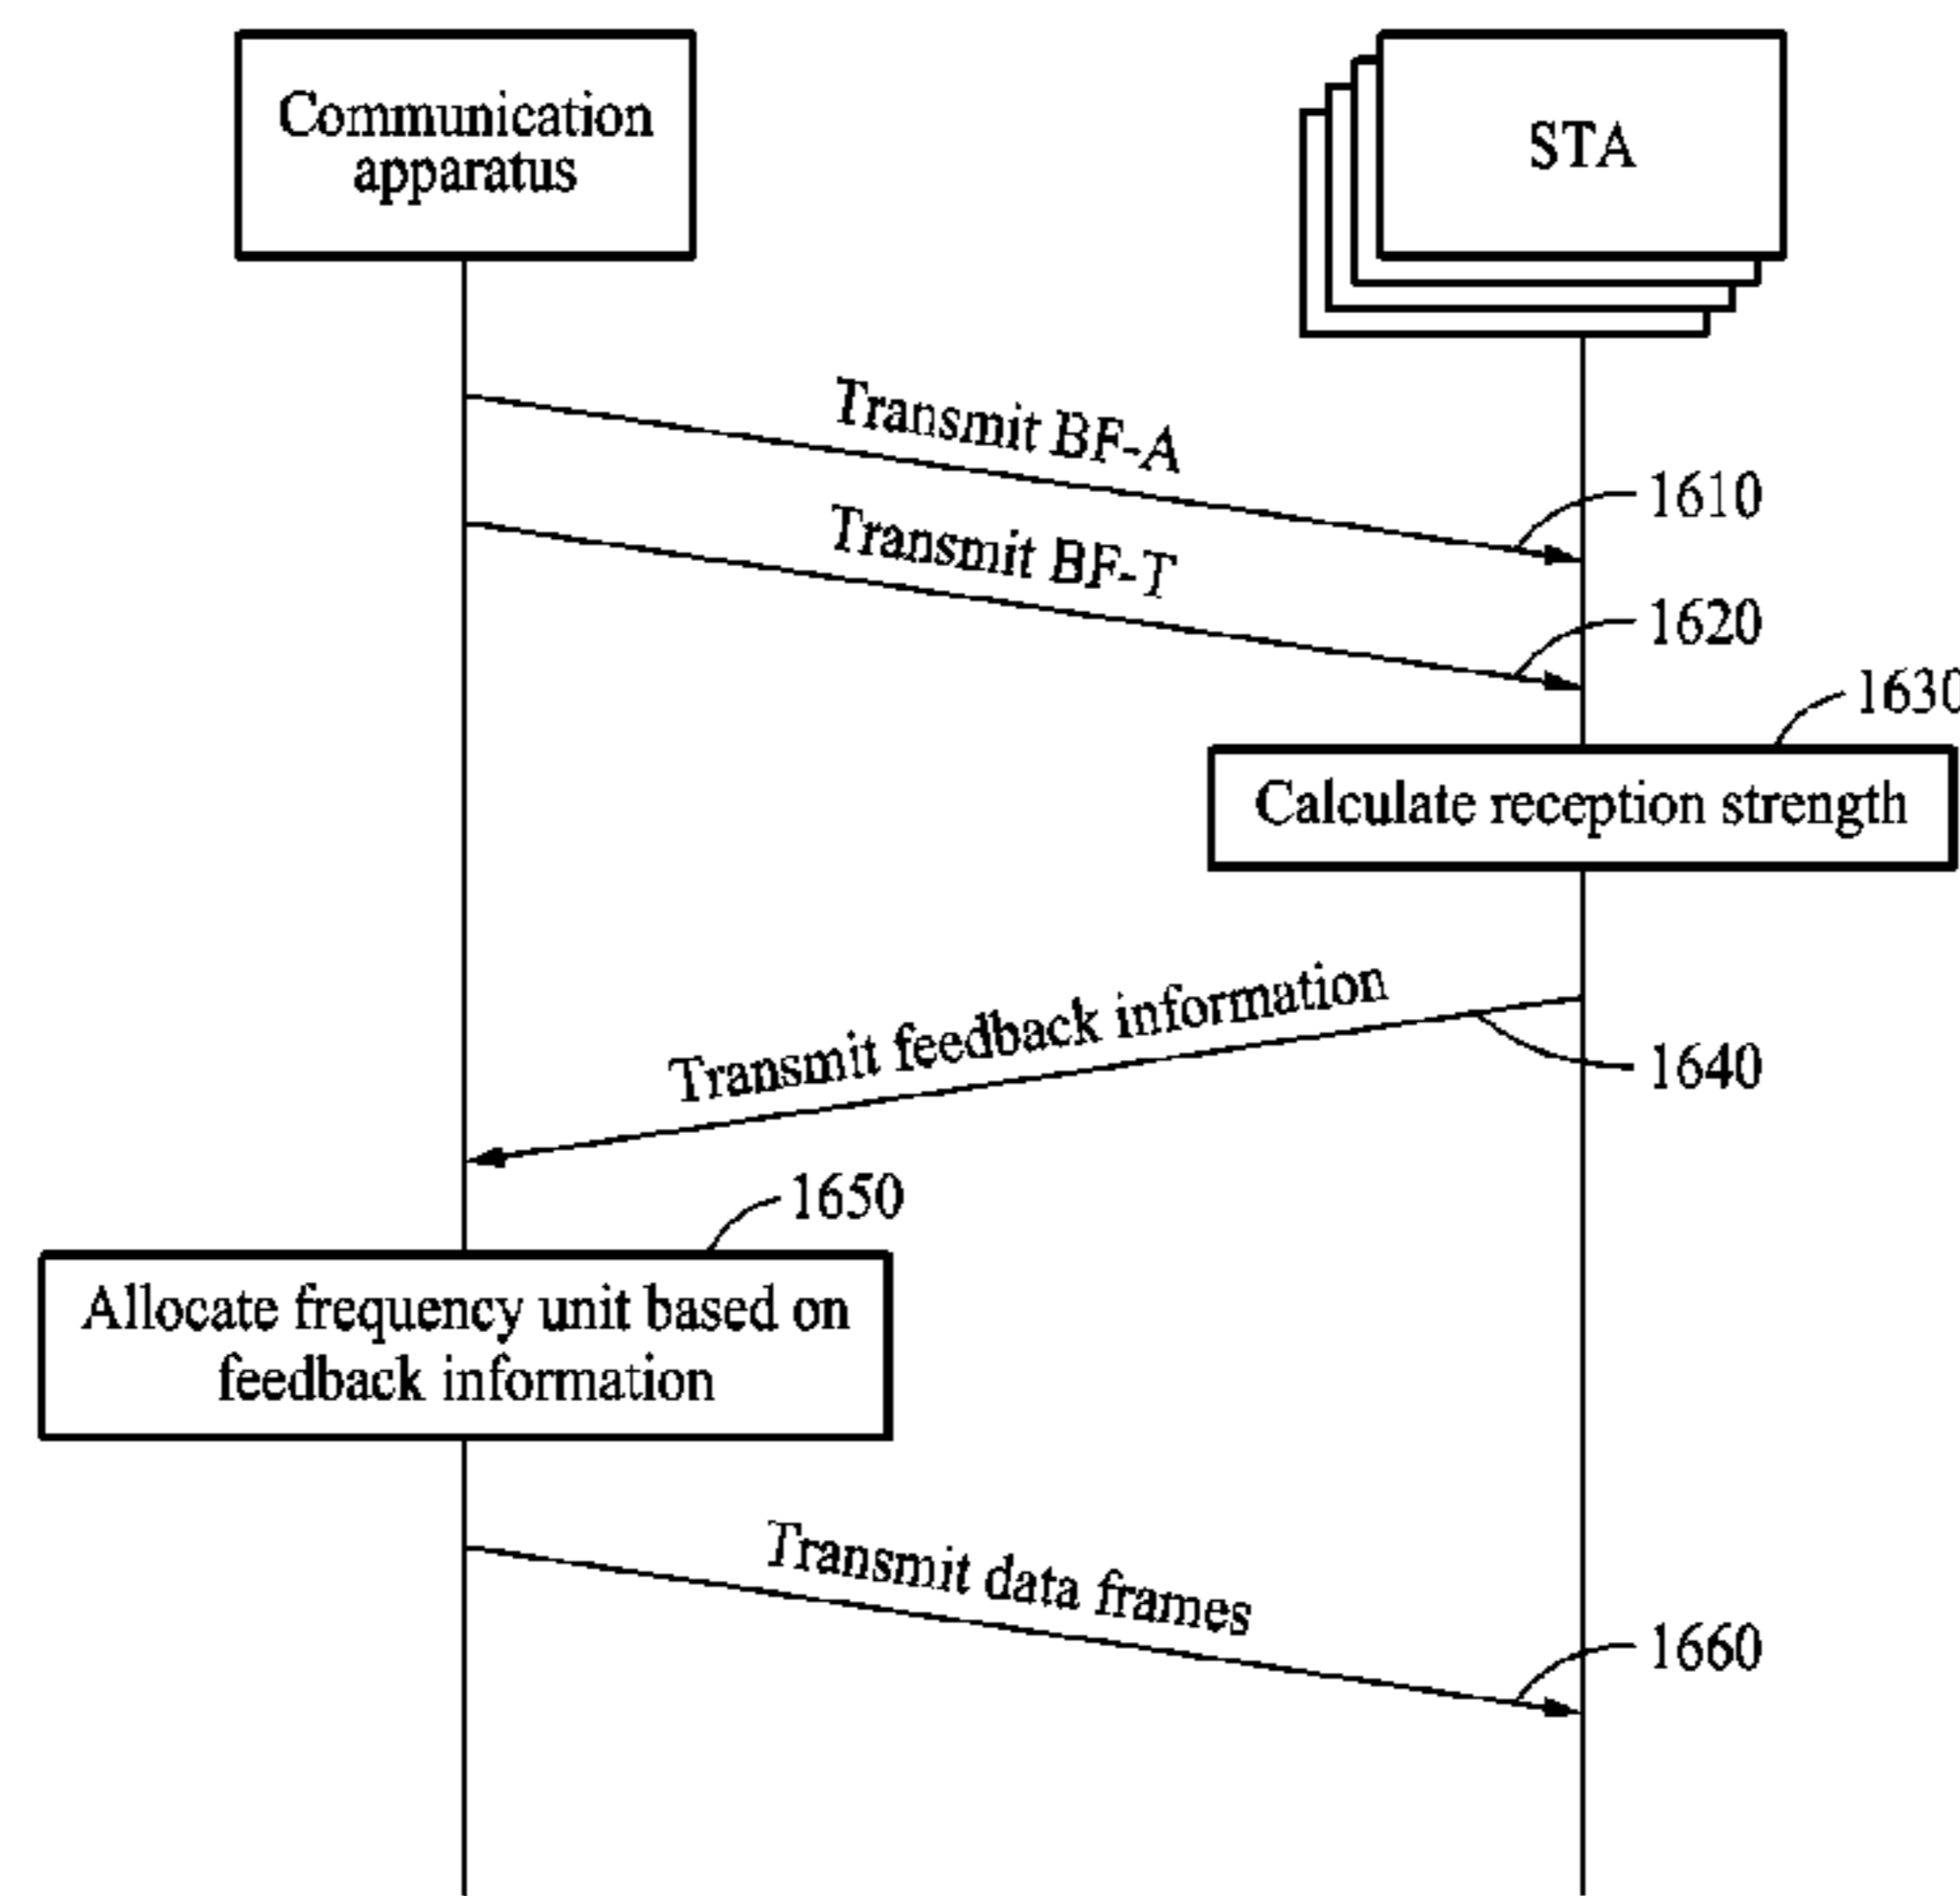 Communication
apparatus
STA
Transmit BF-A
1610
Transmit BF-T
1620
1630
Calculate reception strength
Transmit feedback information
1640
1650
Allocate frequency unit based on
feedback information
Transmit data frames
1660